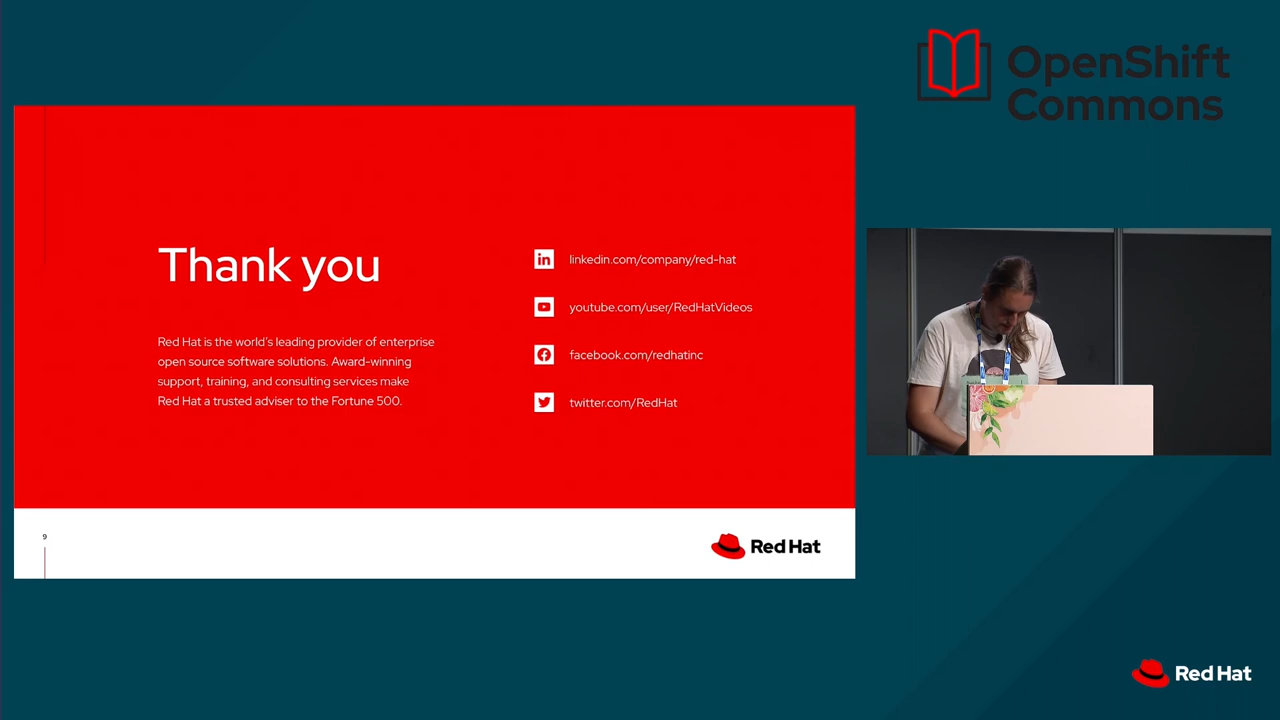 OpenShift
Commons
Thank you
Red Hat is the world's leading provider of enterprise
open source software solutions. Award-winning
support, training, and consulting services make
Red Hat a trusted adviser to the Fortune 500.
linkedin.com/company/red-hat
youtube.com/user/RedHatVideos
facebook.com/redhatinc
twitter.com/RedHat
9
Red Hat
Red Hat